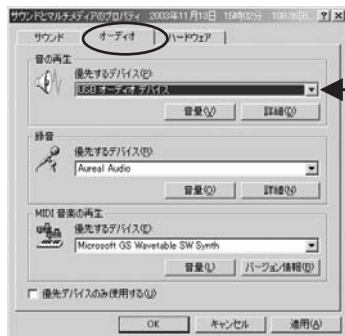 サウンドとマルチメディアのプロパティ 2003年11月13日 15時02分
サウンド オーディオ ハードウェア
音の再生
優先するデバイス(P):
USB オーディオ デバイス
音量(V) 詳細(D)
録音
優先するデバイス(R)
Aureal Audio
音量(O) 詳細(N)
MIDI 音楽の再生
優先するデバイス(E):
Microsoft GS Wavetable SW Synth
音量(L) バージョン情報(B)
優先デバイスのみ使用する(U)
OK キャンセル 適用(A)